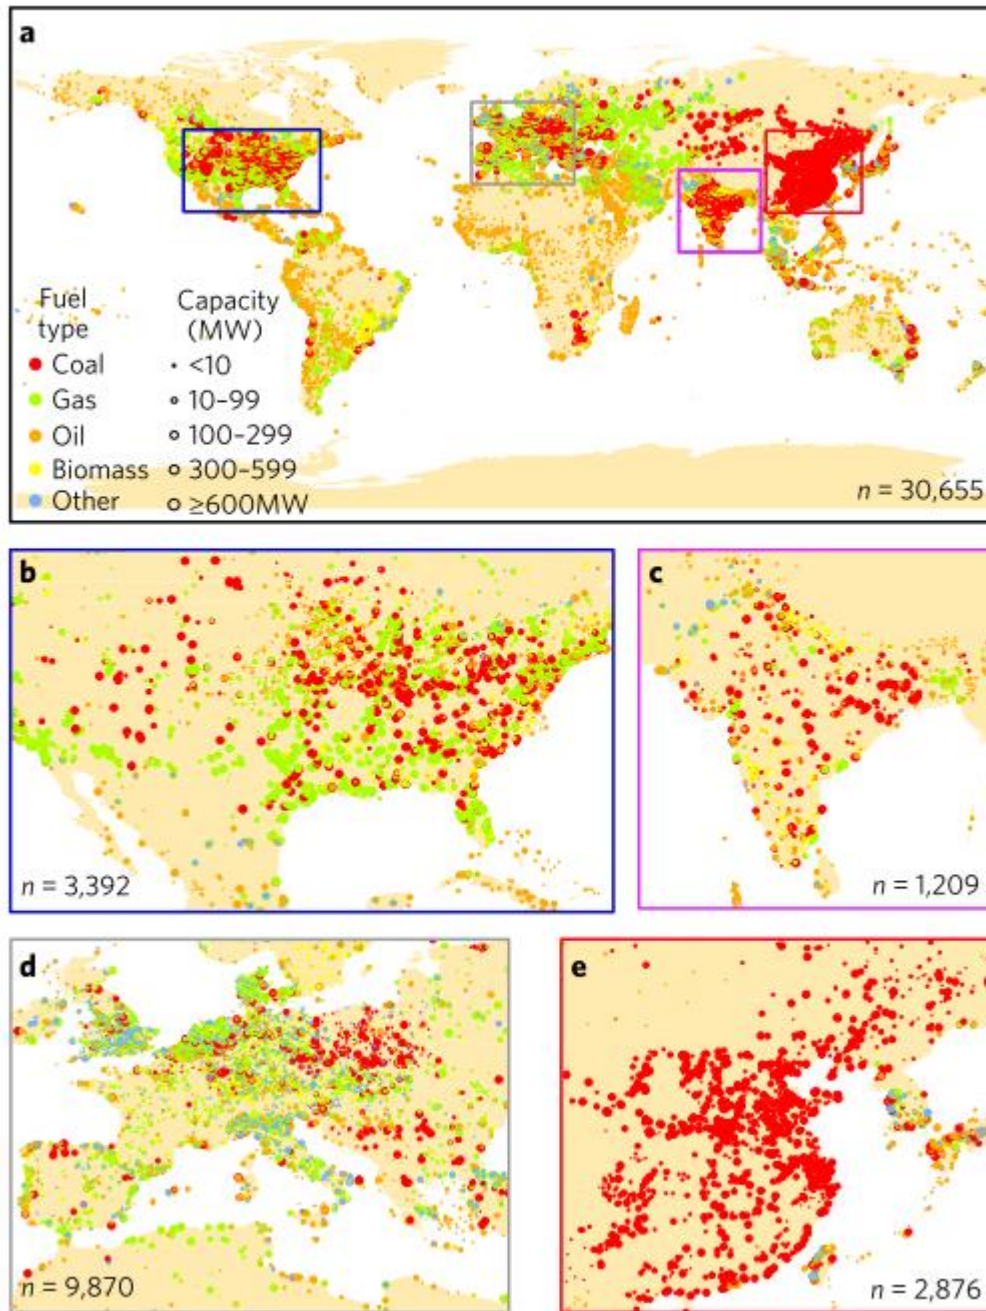 a
Fuel type
Capacity (MW)
Coal
<10
Gas
10–99
Oil
100–299
Biomass
300–599
Other
≥600MW
n = 30,655
b
n = 3,392
c
n = 1,209
d
n = 9,870
e
n = 2,876